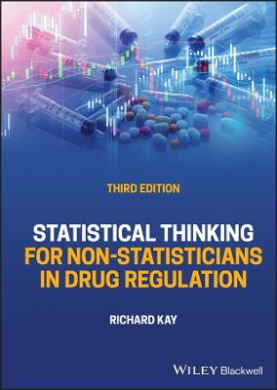 THIRD EDITION
STATISTICAL THINKING
FOR NON-STATISTICIANS
IN DRUG REGULATION
RICHARD KAY
WILEY Blackwell